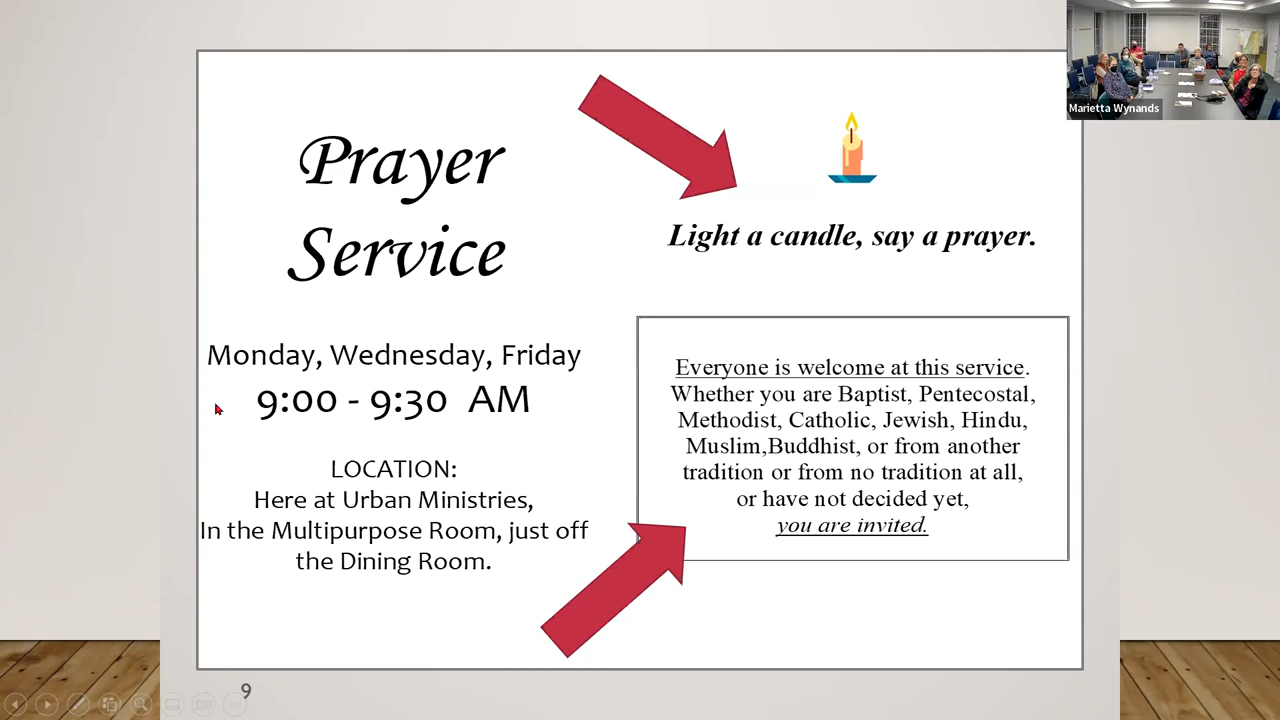 Prayer
Service
Monday, Wednesday, Friday
9:00 - 9:30 AM
LOCATION:
Here at Urban Ministries,
In the Multipurpose Room, just off
the Dining Room.
Light a candle, say a prayer.
Everyone is welcome at this service.
Whether you are Baptist, Pentecostal,
Methodist, Catholic, Jewish, Hindu,
Muslim,Buddhist, or from another
tradition or from no tradition at all,
or have not decided yet,
you are invited.
9
Marietta Wynands